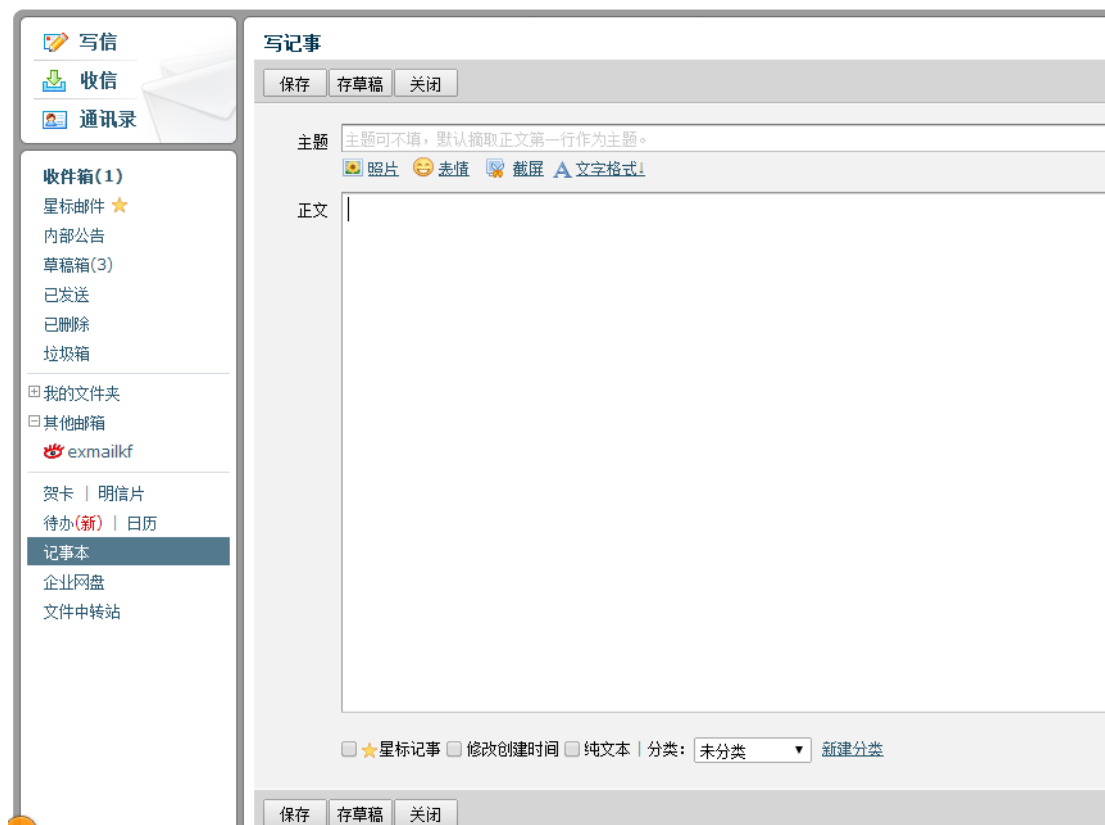 写信
收信
通讯录
收件箱(1)
星标邮件
内部公告
草稿箱(3)
已发送
已删除
垃圾箱
我的文件夹
其他邮箱
exmailkf
贺卡 | 明信片
待办(新) | 日历
记事本
企业网盘
文件中转站
写记事
保存 存草稿 关闭
主题 主题可不填，默认摘取正文第一行作为主题。
照片 表情 截屏 A 文字格式↓
正文
星标记事 修改创建时间 纯文本 | 分类： 未分类 新建分类
保存 存草稿 关闭